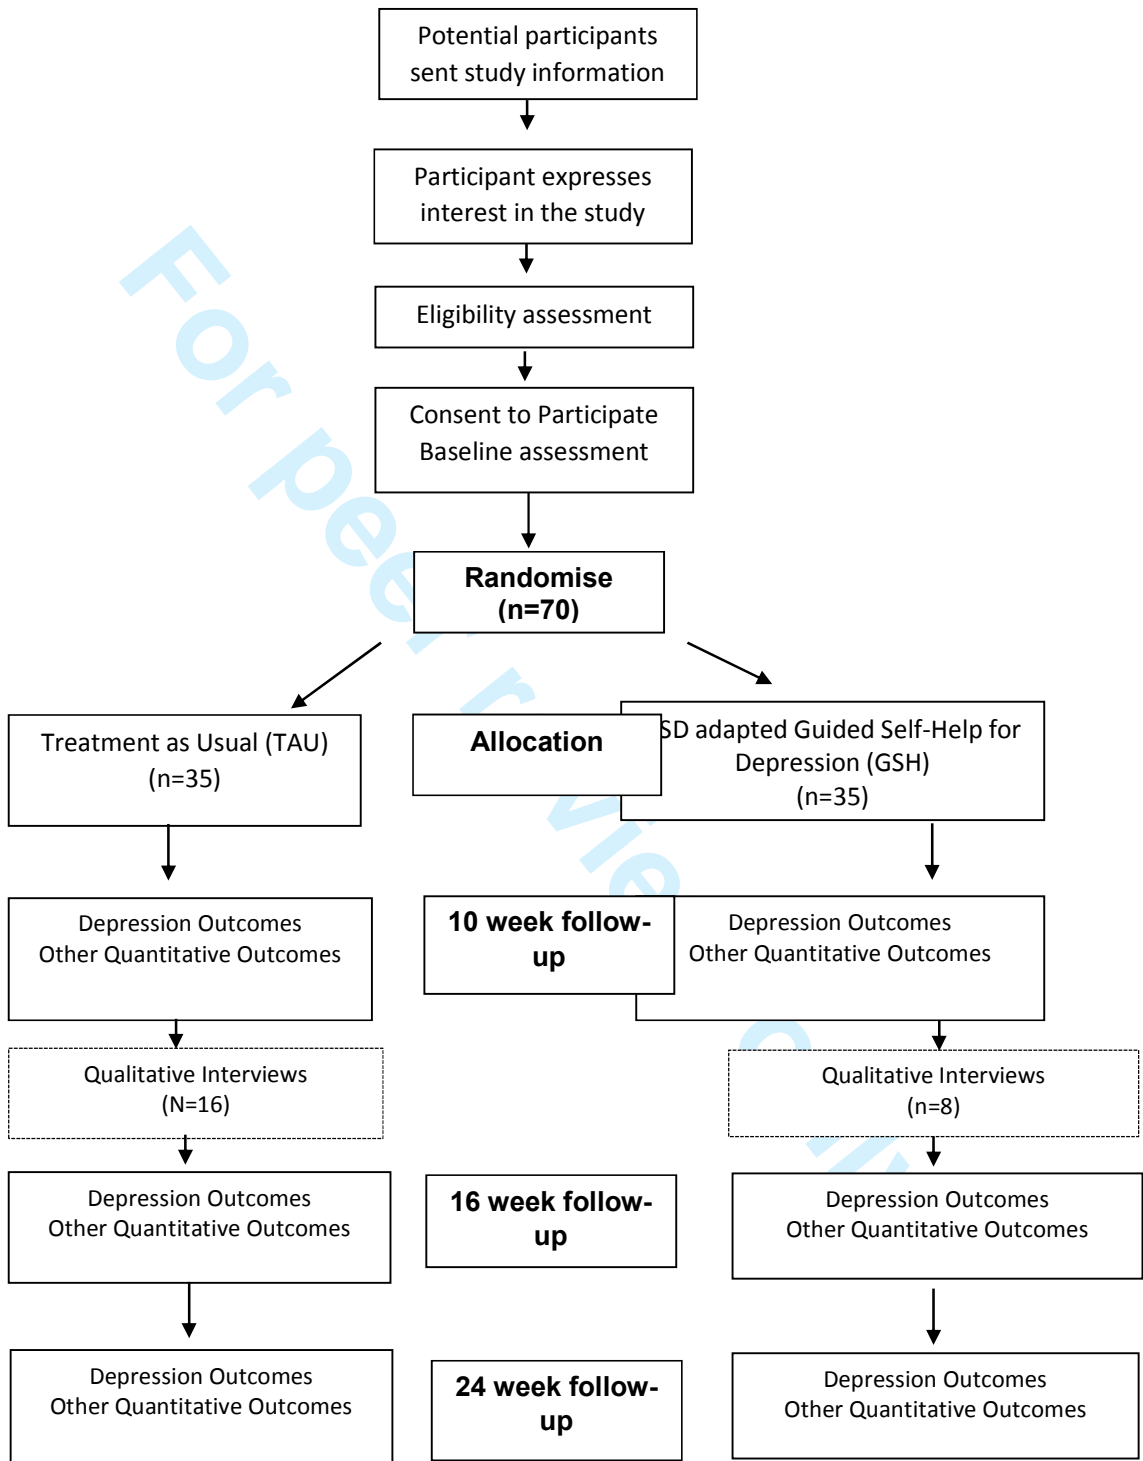 Potential participants
sent study information
Participant expresses
interest in the study
Eligibility assessment
Consent to Participate
Baseline assessment
Randomise
(n=70)
Treatment as Usual (TAU)
(n=35)
Allocation
SD adapted Guided Self-Help for
Depression (GSH)
(n=35)
Depression Outcomes
Other Quantitative Outcomes
10 week follow-
up
Depression Outcomes
Other Quantitative Outcomes
Qualitative Interviews
(N=16)
Qualitative Interviews
(n=8)
Depression Outcomes
Other Quantitative Outcomes
16 week follow-
up
Depression Outcomes
Other Quantitative Outcomes
Depression Outcomes
Other Quantitative Outcomes
24 week follow-
up
Depression Outcomes
Other Quantitative Outcomes
For peer review